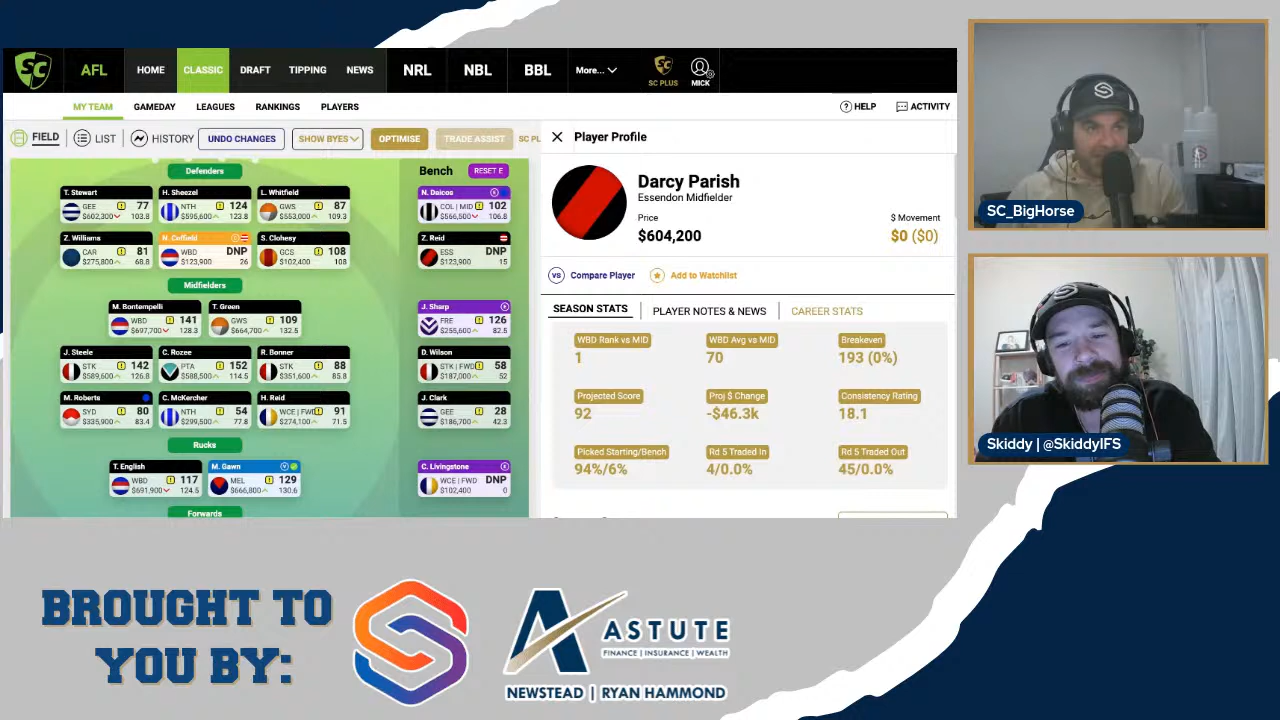 SC AFL HOME CLASSIC DRAFT TIPPING NEWS NRL NBL BBL More... SC PLUS MICK
MY TEAM GAMEDAY LEAGUES RANKINGS PLAYERS ? HELP ACTIVITY
FIELD LIST HISTORY UNDO CHANGES SHOW BYES OPTIMISE TRADE ASSIST SC PL
Defenders
Bench RESET E
T. Stewart
GEE 77
$602,300 103.8
H. Sheezel
NTH 124
$596,600 123.8
L. Whitfield
GWS 87
$553,000 109.3
N. Daicos E
COL | MID 102
$566,500 106.8
Z. Williams
CAR 81
$275,800 68.8
N. Coffield
WBD DNP
$123,900 26
S. Clohesy
GCS 108
$102,400 108
Z. Reid
ESS DNP
$123,900 15
Midfielders
M. Bontempelli
WBD 141
$697,700 128.3
T. Green
GWS 109
$664,700 132.5
J. Sharp E
FRE 126
$255,600 82.5
J. Steele
STK 142
$589,600 126.8
C. Rozee
PTA 152
$588,500 114.5
R. Bonner
STK 88
$351,600 85.8
D. Wilson
STK | FWD 58
$187,000 52
M. Roberts
SYD 80
$335,900 83.4
C. McKercher
NTH 54
$299,500 77.8
H. Reid
WCE | FWD 91
$274,100 71.5
J. Clark
GEE 28
$186,700 42.3
Rucks
T. English
WBD 117
$691,900 124.5
M. Gawn V
MEL 129
$666,800 130.6
C. Livingstone E
WCE | FWD DNP
$102,400 0
Forwards
Player Profile
Darcy Parish
Essendon Midfielder
Price $ Movement
$604,200 $0 ($0)
VS Compare Player Add to Watchlist
SEASON STATS PLAYER NOTES & NEWS CAREER STATS
WBD Rank vs MID WBD Avg vs MID Breakeven
1 70 193 (0%)
Projected Score Proj $ Change Consistency Rating
92 -$46.3k 18.1
Picked Starting/Bench Rd 5 Traded In Rd 5 Traded Out
94%/6% 4/0.0% 45/0.0%
SC_BigHorse
Skiddy | @SkiddyIFS
BROUGHT TO
YOU BY:
ASTUTE
FINANCE | INSURANCE | WEALTH
NEWSTEAD | RYAN HAMMOND